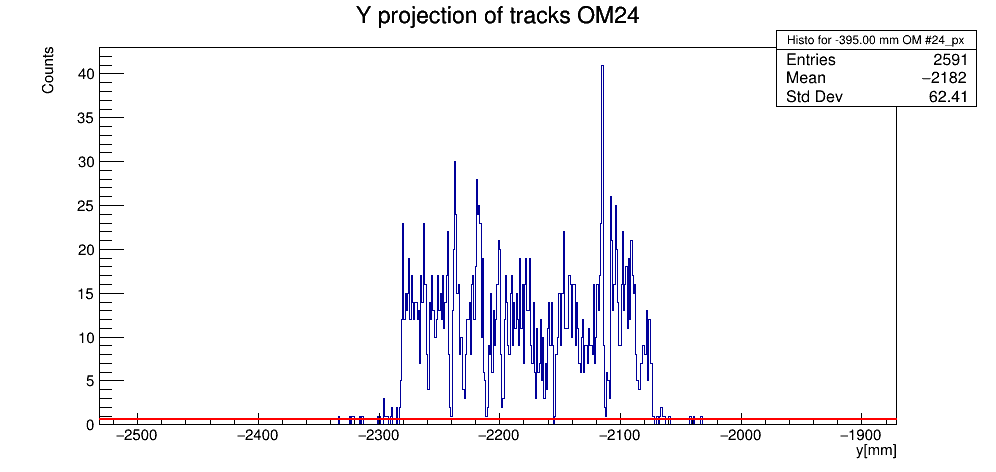 Y projection of tracks OM24
Histo for -395.00 mm OM #24_px
Entries 2591
Mean −2182
Std Dev 62.41
Counts
40
35
30
25
20
15
10
5
0
−2500 −2400 −2300 −2200 −2100 −2000 −1900
y[mm]